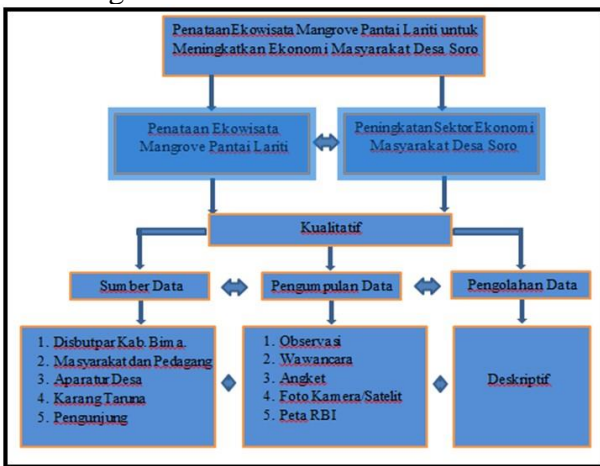 Penataan Ekowisata Mangrove Pantai Lariti untuk
Meningkatkan Ekonomi Masyarakat Desa Soro
Penataan Ekowisata
Mangrove Pantai Lariti
Peningkatan Sektor Ekonomi
Masyarakat Desa Soro
Kualitatif
Sumber Data
Pengumpulan Data
Pengolahan Data
1. Disbutpar Kab. Bima.
2. Masyarakat dan Pedagang
3. Aparatur Desa
4. Karang Taruna
5. Pengunjung
1. Observasi
2. Wawancara
3. Angket
4. Foto Kamera/Satelit
5. Peta RBI
Deskriptif